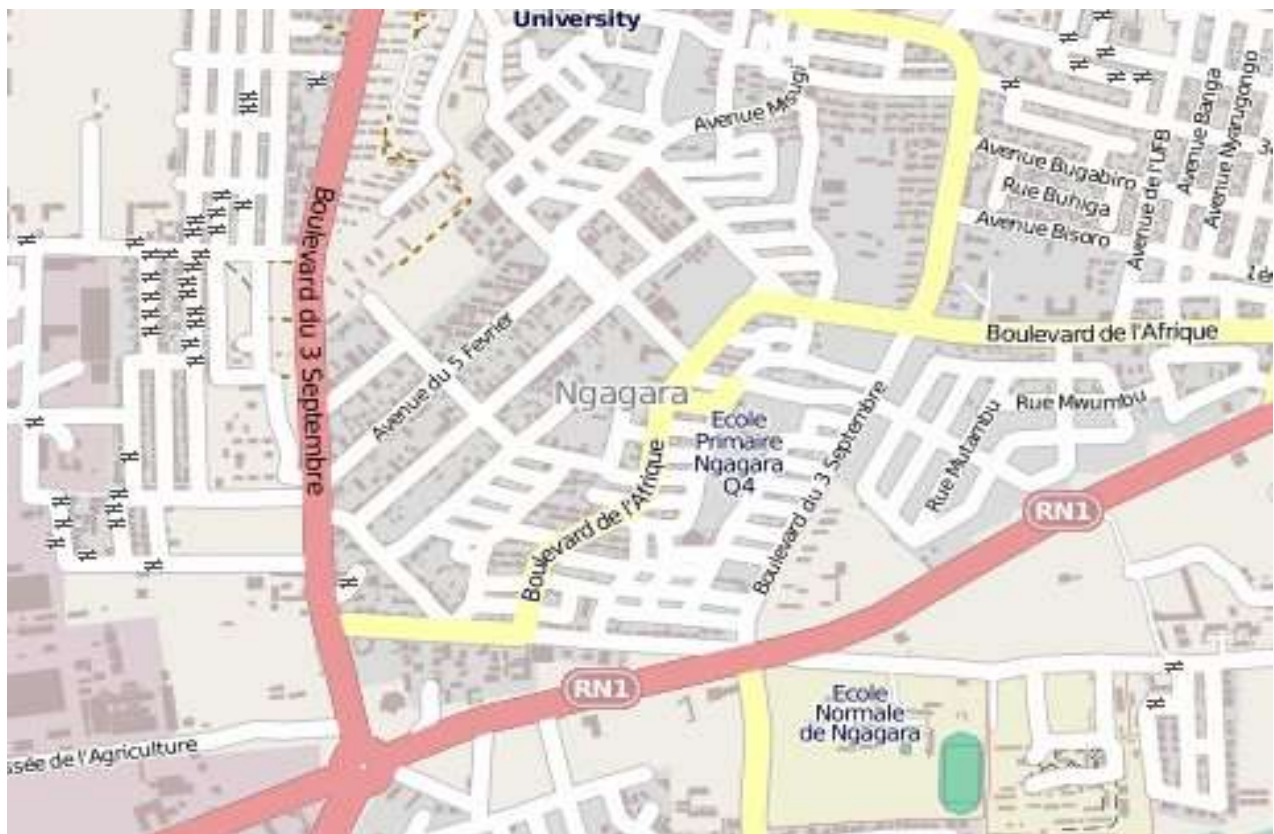 University
Avenue Misugi
Avenue Banga
Avenue Nyarugongo
Avenue de l'UFB
Avenue Bugabiro
Rue Buhiga
Avenue Bisoro
Boulevard du 3 Septembre
Avenue du 5 Fevrier
Boulevard de l'Afrique
Ngagara
Rue Mwumbu
Ecole
Primaire
Ngagara
Q4
Boulevard du 3 Septembre
Rue Mutambu
Boulevard de l'Afrique
RN1
RN1
Ecole
Normale
de Ngagara
ssée de l'Agriculture